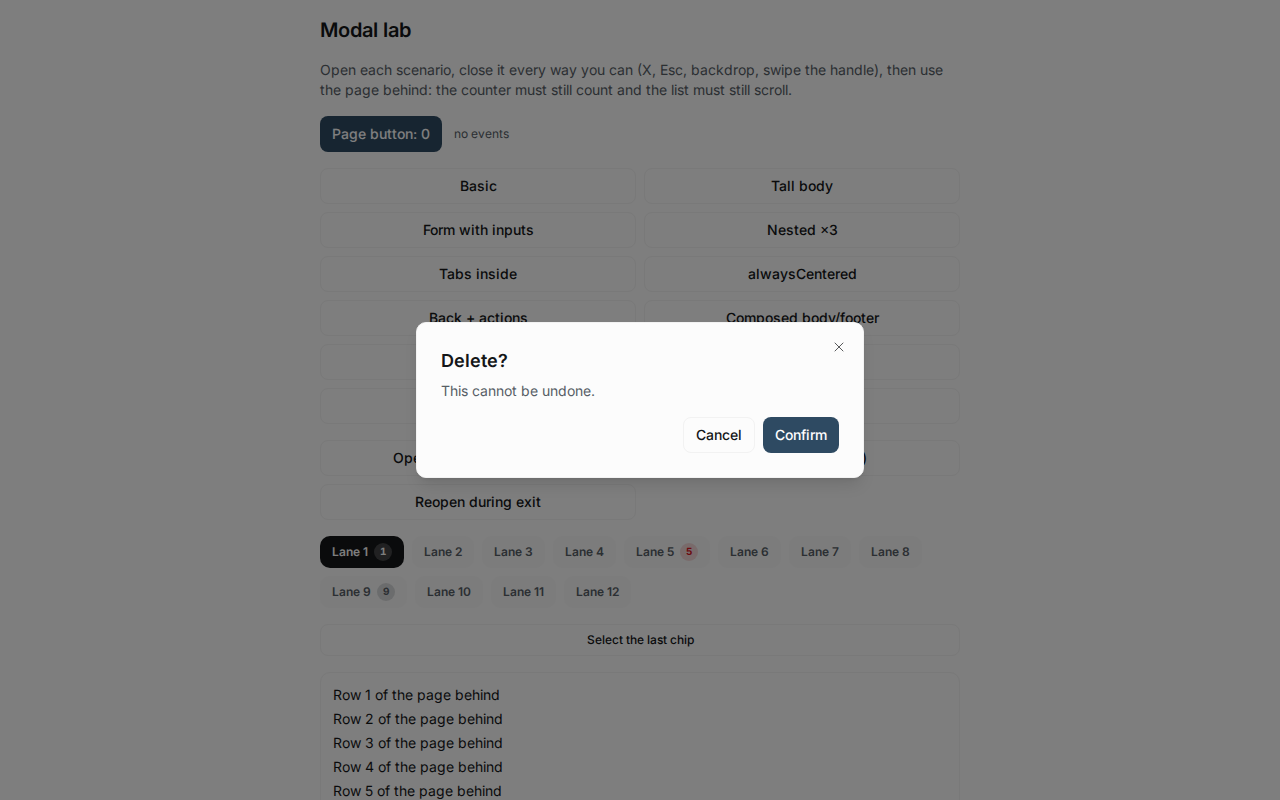 Modal lab
Open each scenario, close it every way you can (X, Esc, backdrop, swipe the handle), then use
the page behind: the counter must still count and the list must still scroll.
Page button: 0 no events
Basic Tall body
Form with inputs Nested ×3
Tabs inside alwaysCentered
Back + actions Composed body/footer
Delete?
This cannot be undone.
Cancel Confirm
Reopen during exit
Lane 1 1 Lane 2 Lane 3 Lane 4 Lane 5 5 Lane 6 Lane 7 Lane 8
Lane 9 9 Lane 10 Lane 11 Lane 12
Select the last chip
Row 1 of the page behind
Row 2 of the page behind
Row 3 of the page behind
Row 4 of the page behind
Row 5 of the page behind